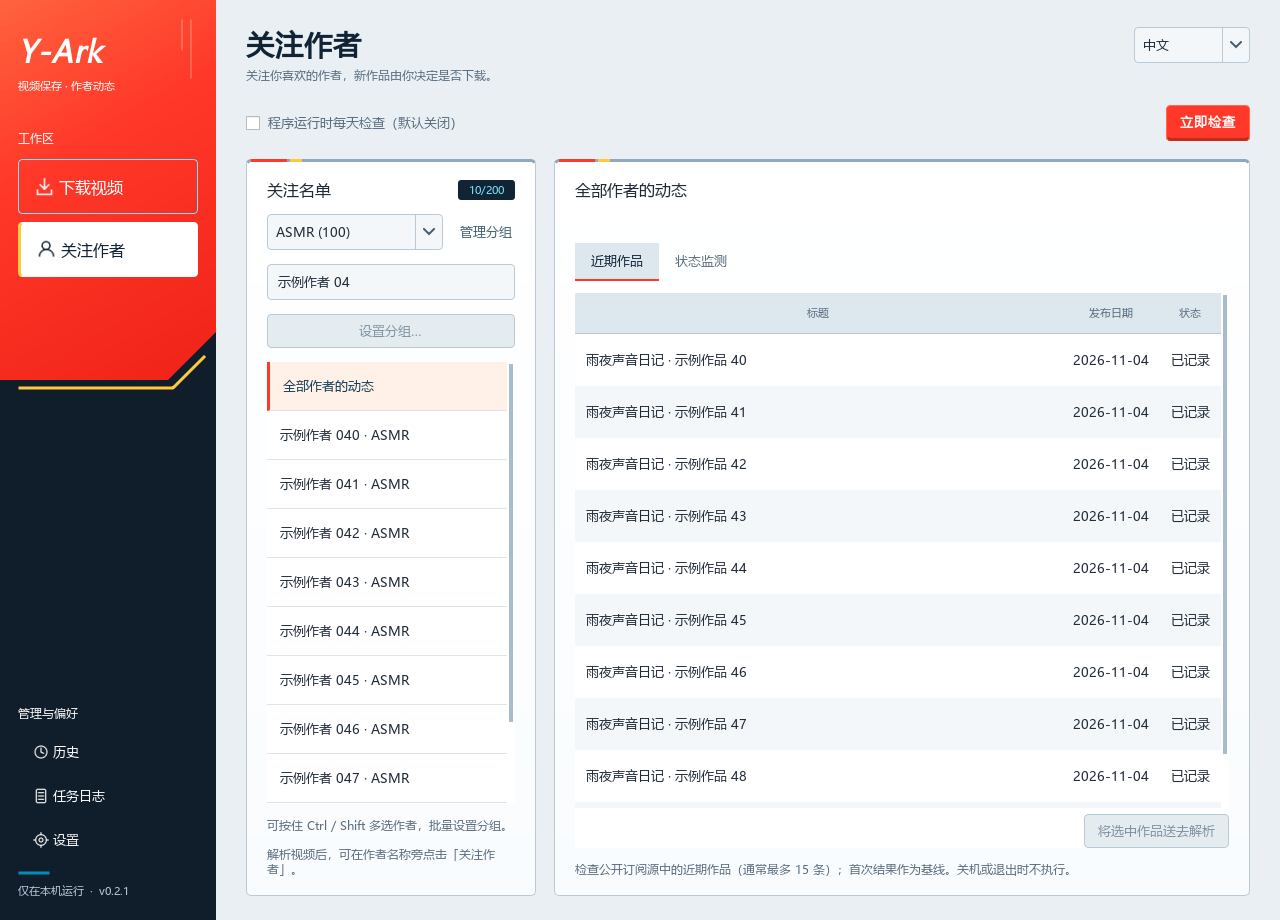 Y-Ark
视频保存 · 作者动态
工作区
下载视频
关注作者
管理与偏好
历史
任务日志
设置
仅在本机运行 · v0.2.1
关注作者
关注你喜欢的作者，新作品由你决定是否下载。
中文
程序运行时每天检查（默认关闭）
立即检查
关注名单
10/200
ASMR (100)
管理分组
示例作者 04
设置分组...
全部作者的动态
示例作者 040 · ASMR
示例作者 041 · ASMR
示例作者 042 · ASMR
示例作者 043 · ASMR
示例作者 044 · ASMR
示例作者 045 · ASMR
示例作者 046 · ASMR
示例作者 047 · ASMR
可按住 Ctrl / Shift 多选作者，批量设置分组。
解析视频后，可在作者名称旁点击「关注作
者」。
全部作者的动态
近期作品 状态监测
标题 发布日期 状态
雨夜声音日记 · 示例作品 40 2026-11-04 已记录
雨夜声音日记 · 示例作品 41 2026-11-04 已记录
雨夜声音日记 · 示例作品 42 2026-11-04 已记录
雨夜声音日记 · 示例作品 43 2026-11-04 已记录
雨夜声音日记 · 示例作品 44 2026-11-04 已记录
雨夜声音日记 · 示例作品 45 2026-11-04 已记录
雨夜声音日记 · 示例作品 46 2026-11-04 已记录
雨夜声音日记 · 示例作品 47 2026-11-04 已记录
雨夜声音日记 · 示例作品 48 2026-11-04 已记录
将选中作品送去解析
检查公开订阅源中的近期作品（通常最多 15 条）；首次结果作为基线。关机或退出时不执行。